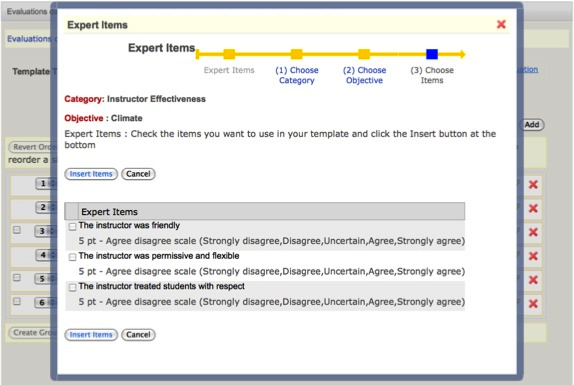 Evaluations
Expert Items
Evaluations
Expert Items
Template
Expert Items
(1) Choose Category
(2) Choose Objective
(3) Choose Items
Category: Instructor Effectiveness
Objective : Climate
Expert Items : Check the items you want to use in your template and click the Insert button at the
bottom
Add
Revert Orde
reorder a
Insert Items Cancel
1
2
3
4
5
6
Expert Items
The instructor was friendly
5 pt - Agree disagree scale (Strongly disagree,Disagree,Uncertain,Agree,Strongly agree)
The instructor was permissive and flexible
5 pt - Agree disagree scale (Strongly disagree,Disagree,Uncertain,Agree,Strongly agree)
The instructor treated students with respect
5 pt - Agree disagree scale (Strongly disagree,Disagree,Uncertain,Agree,Strongly agree)
Create Grou
Insert Items Cancel